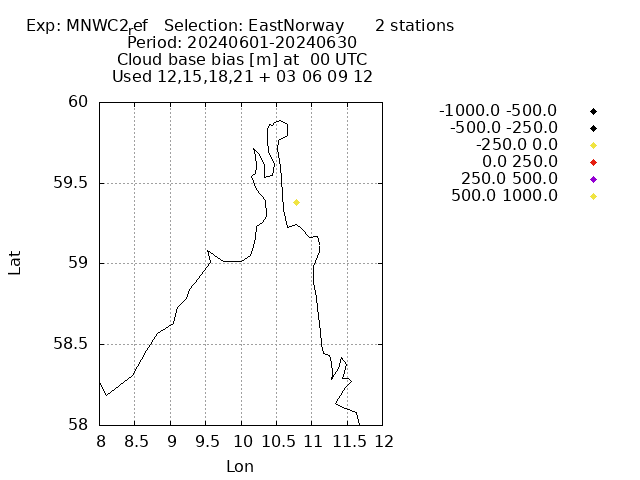 Exp: MNWC2ref   Selection: EastNorway      2 stations
Period: 20240601-20240630
Cloud base bias [m] at  00 UTC
Used 12,15,18,21 + 03 06 09 12
-1000.0 -500.0
-500.0 -250.0
-250.0 0.0
0.0 250.0
250.0 500.0
500.0 1000.0
60
59.5
59
58.5
58
Lat
8 8.5 9 9.5 10 10.5 11 11.5 12
Lon